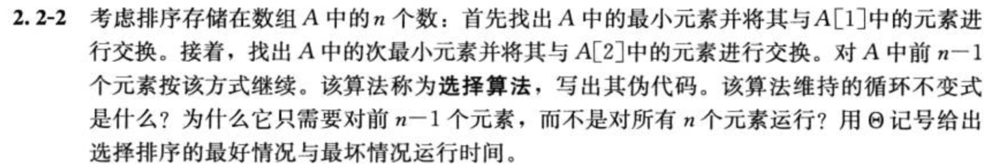 2.2-2 考虑排序存储在数组 A 中的 n 个数：首先找出 A 中的最小元素并将其与A[1]中的元素进
行交换。接着，找出 A 中的次最小元素并将其与 A[2]中的元素进行交换。对 A 中前 n－1
个元素按该方式继续。该算法称为选择算法，写出其伪代码。该算法维持的循环不变式
是什么？为什么它只需要对前 n－1 个元素，而不是对所有 n 个元素运行？用 Θ 记号给出
选择排序的最好情况与最坏情况运行时间。